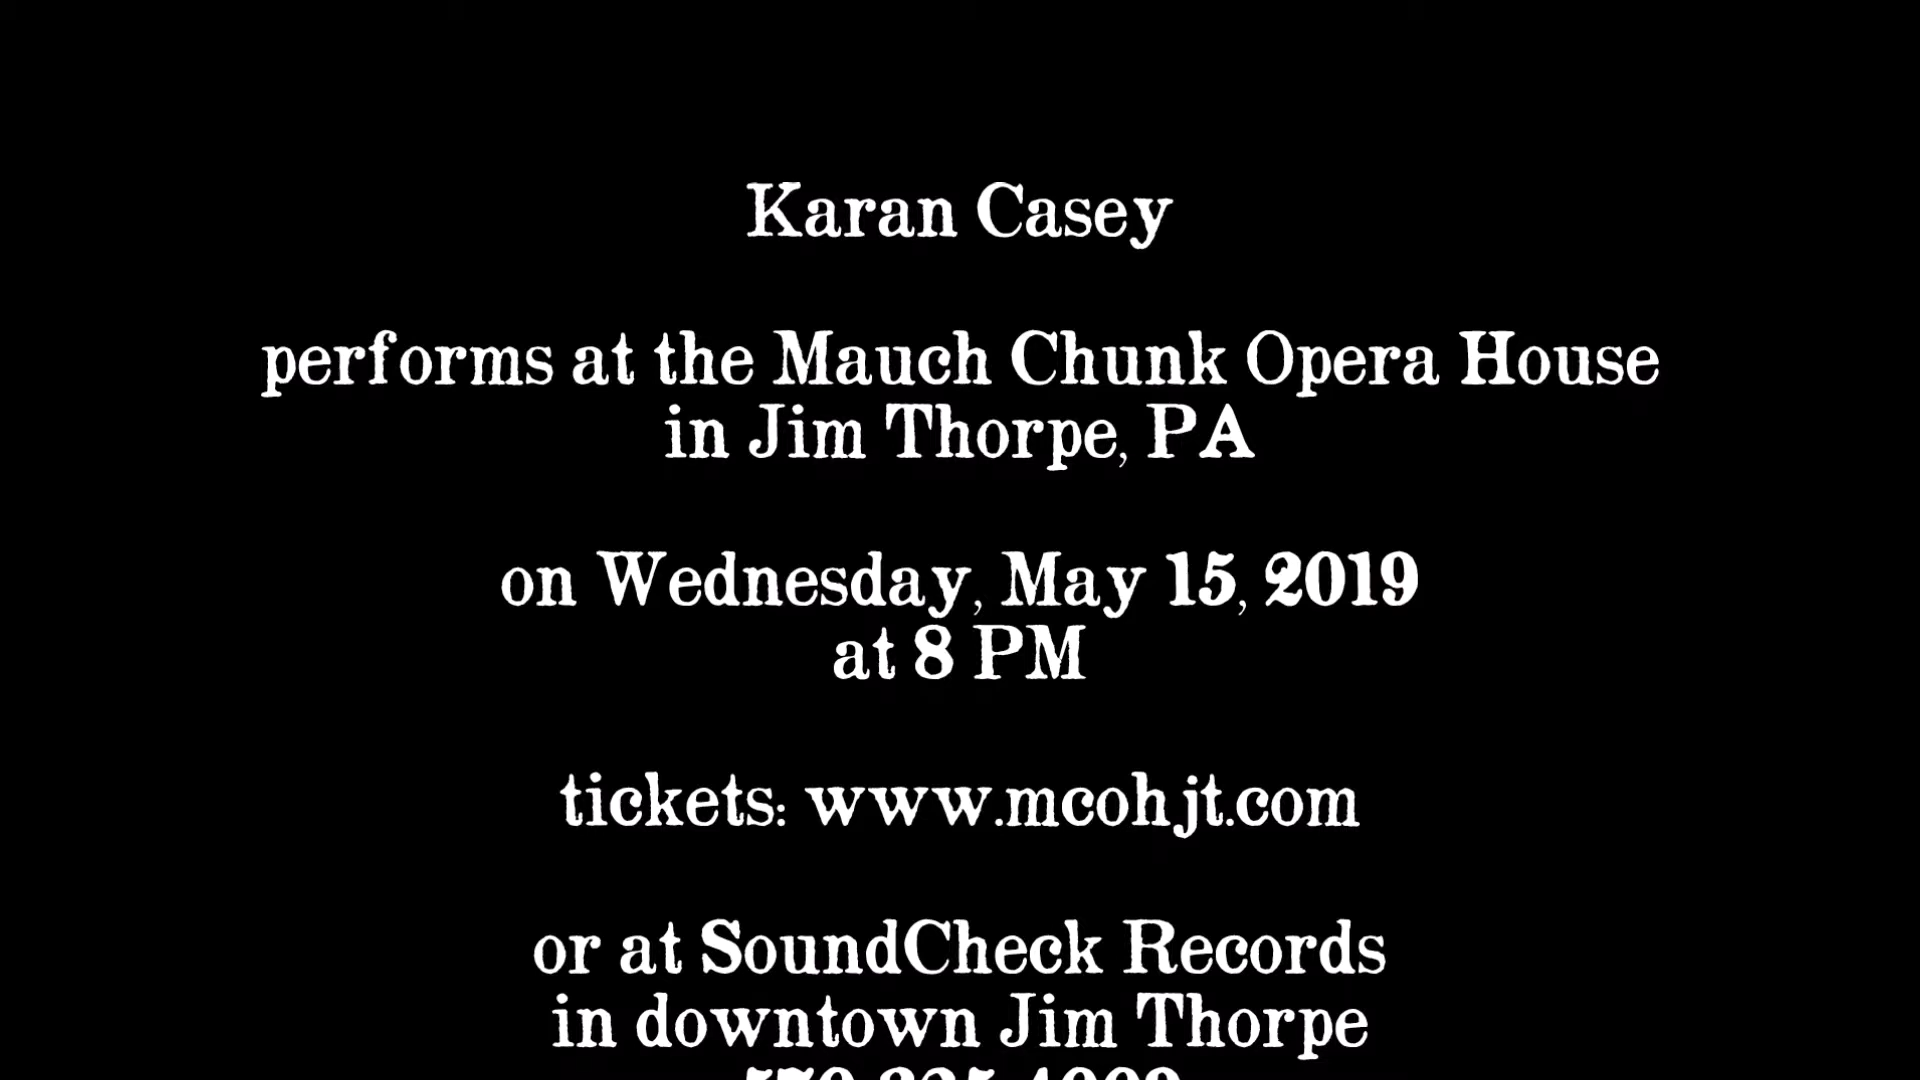 Karan Casey
performs at the Mauch Chunk Opera House
in Jim Thorpe, PA
on Wednesday, May 15, 2019
at 8 PM
tickets: www.mcohjt.com
or at SoundCheck Records
in downtown Jim Thorpe